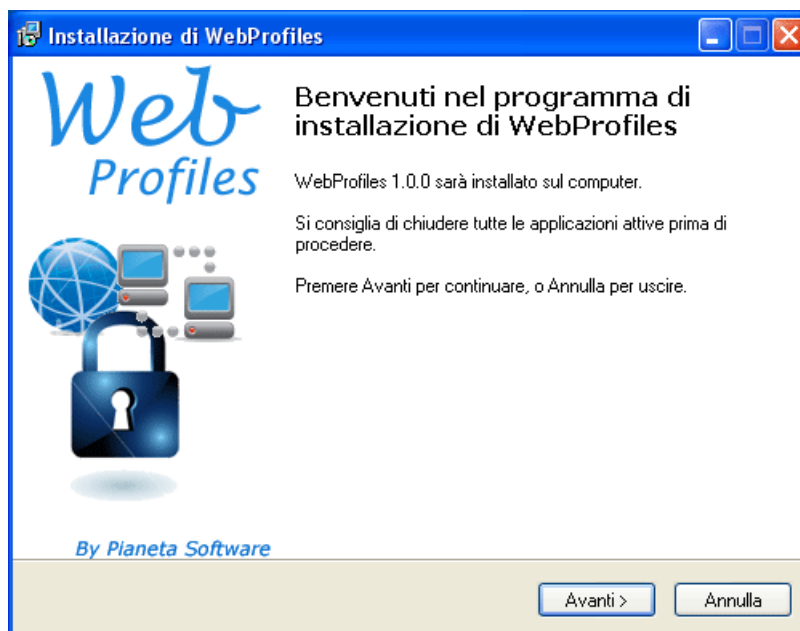 Installazione di WebProfiles
Web
Profiles
Benvenuti nel programma di
installazione di WebProfiles
WebProfiles 1.0.0 sarà installato sul computer.
Si consiglia di chiudere tutte le applicazioni attive prima di
procedere.
Premere Avanti per continuare, o Annulla per uscire.
By Pianeta Software
Avanti >
Annulla